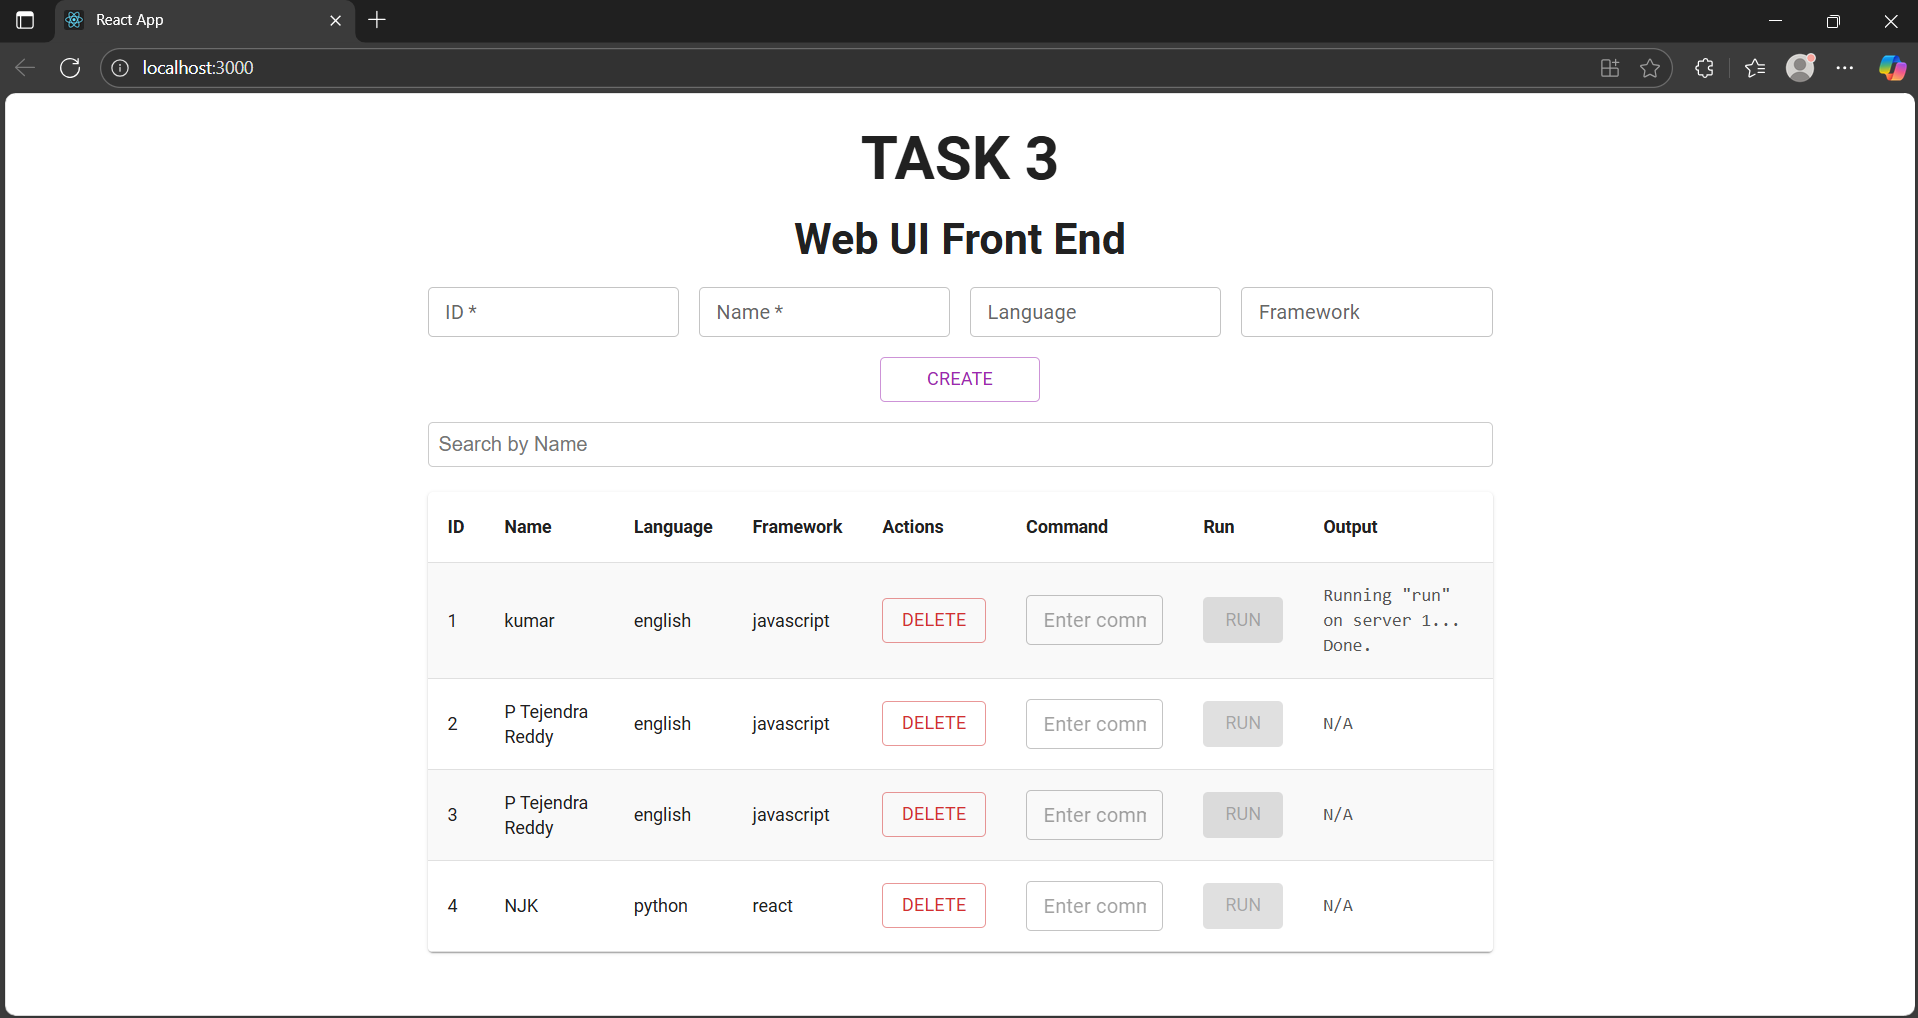 React App
localhost:3000
TASK 3
Web UI Front End
ID * Name * Language Framework
CREATE
Search by Name
ID Name Language Framework Actions Command Run Output
1 kumar english javascript DELETE Enter comn RUN Running "run"
on server 1...
Done.
2 P Tejendra
Reddy english javascript DELETE Enter comn RUN N/A
3 P Tejendra
Reddy english javascript DELETE Enter comn RUN N/A
4 NJK python react DELETE Enter comn RUN N/A